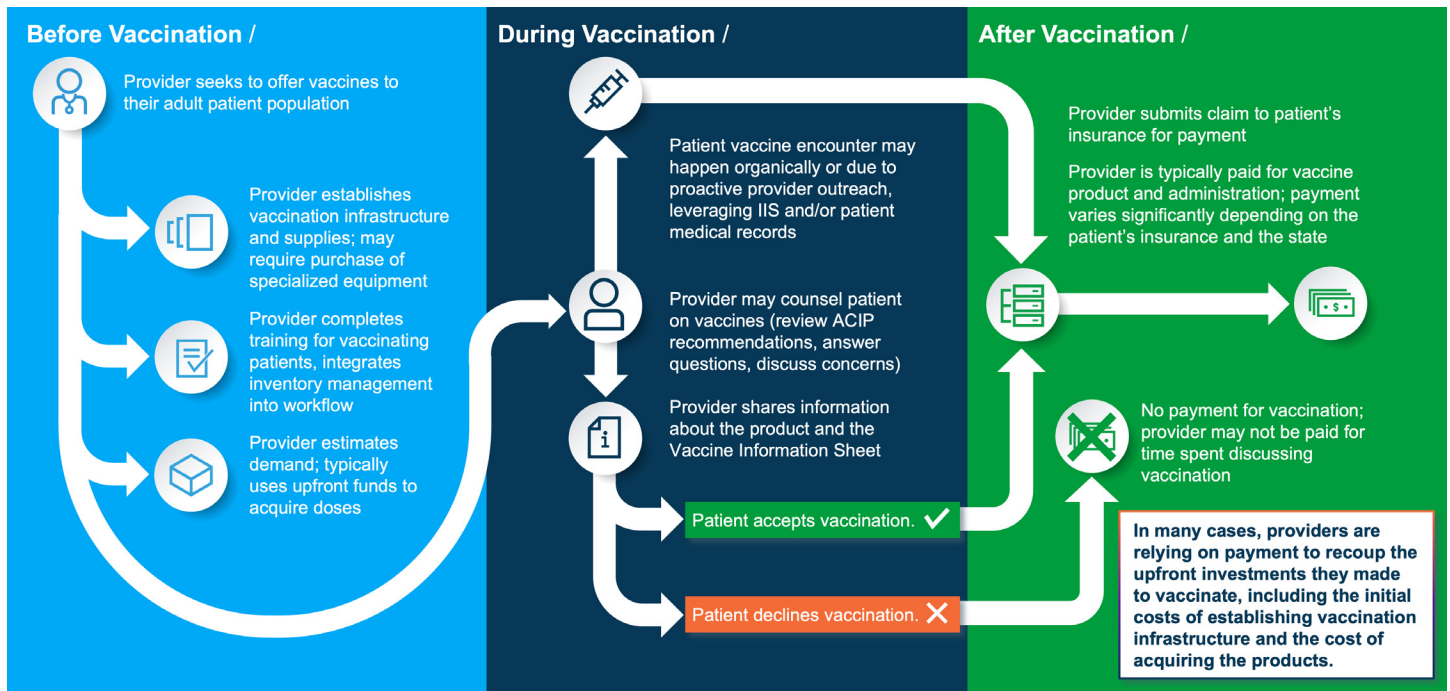 Before Vaccination /
Provider seeks to offer vaccines to
their adult patient population
Provider establishes
vaccination infrastructure
and supplies; may
require purchase of
specialized equipment
Provider completes
training for vaccinating
patients, integrates
inventory management
into workflow
Provider estimates
demand; typically
uses upfront funds to
acquire doses
During Vaccination /
Patient vaccine encounter may
happen organically or due to
proactive provider outreach,
leveraging IIS and/or patient
medical records
Provider may counsel patient
on vaccines (review ACIP
recommendations, answer
questions, discuss concerns)
Provider shares information
about the product and the
Vaccine Information Sheet
i
Patient accepts vaccination.
Patient declines vaccination.
After Vaccination /
Provider submits claim to patient’s
insurance for payment
Provider is typically paid for vaccine
product and administration; payment
varies significantly depending on the
patient’s insurance and the state
$
No payment for vaccination;
provider may not be paid for
time spent discussing
vaccination
In many cases, providers are
relying on payment to recoup the
upfront investments they made
to vaccinate, including the initial
costs of establishing vaccination
infrastructure and the cost of
acquiring the products.